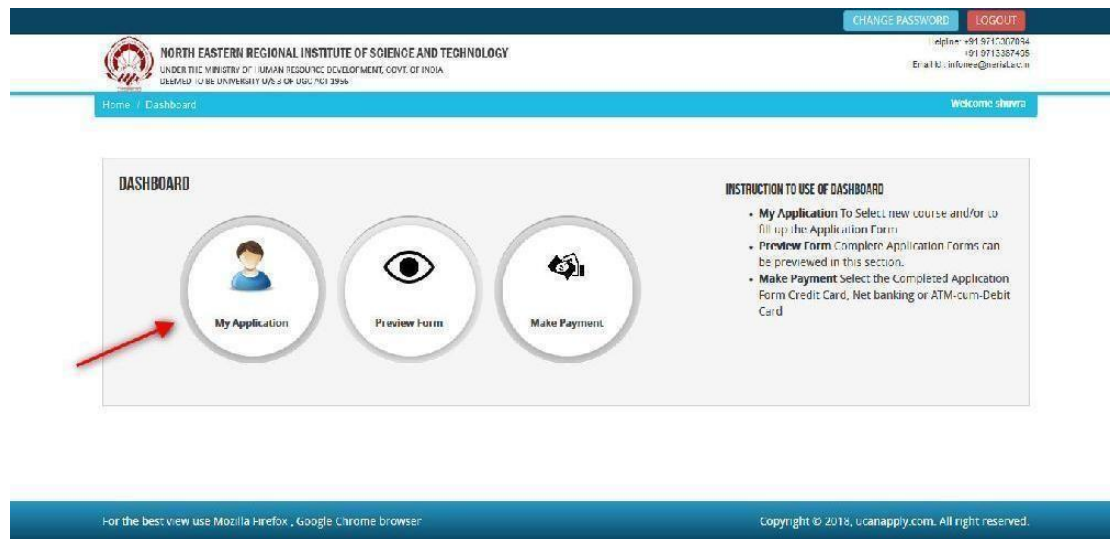 CHANGE PASSWORD LOGOUT
NORTH EASTERN REGIONAL INSTITUTE OF SCIENCE AND TECHNOLOGY
UNDER THE MINISTRY OF HUMAN RESOURCE DEVELOPMENT, GOVT. OF INDIA
DEEMED TO BE UNIVERSITY U/S 3 OF UGC ACT 1956
Helpline:
Home / Dashboard
Welcome shuvra
DASHBOARD
My Application
Preview Form
Make Payment
INSTRUCTION TO USE OF DASHBOARD
• My Application To Select new course and/or to
fill up the Application Form
• Preview Form Complete Application Forms can
be previewed in this section.
• Make Payment Select the Completed Application
Form Credit Card, Net banking or ATM-cum-Debit
Card
For the best view use Mozilla Firefox , Google Chrome browser
Copyright © 2018, ucanapply.com. All right reserved.